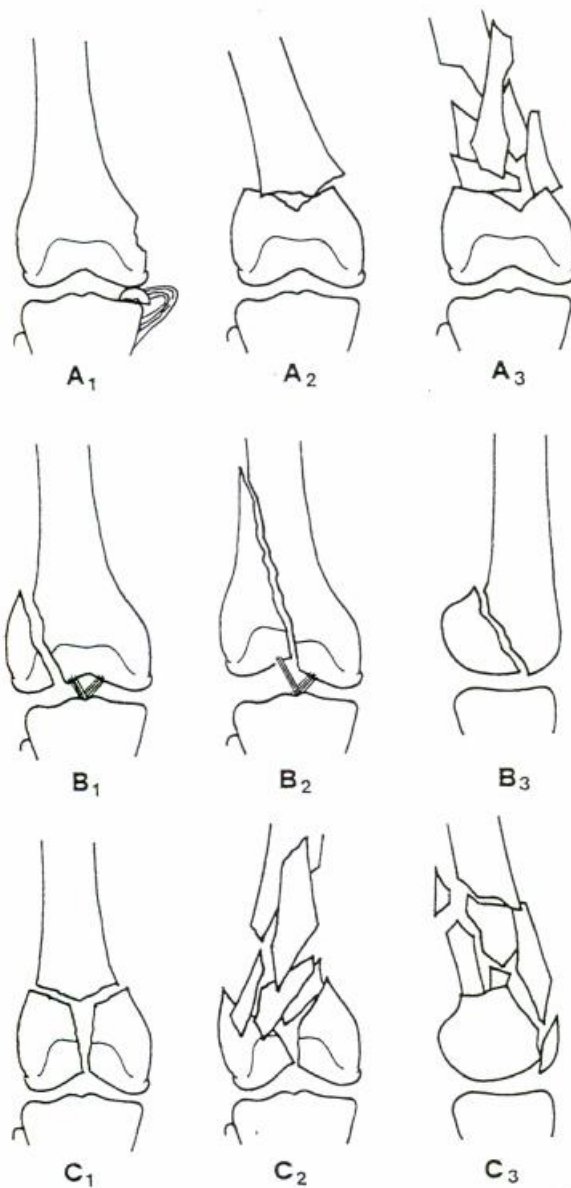 A₁ A₂ A₃
B₁ B₂ B₃
C₁ C₂ C₃